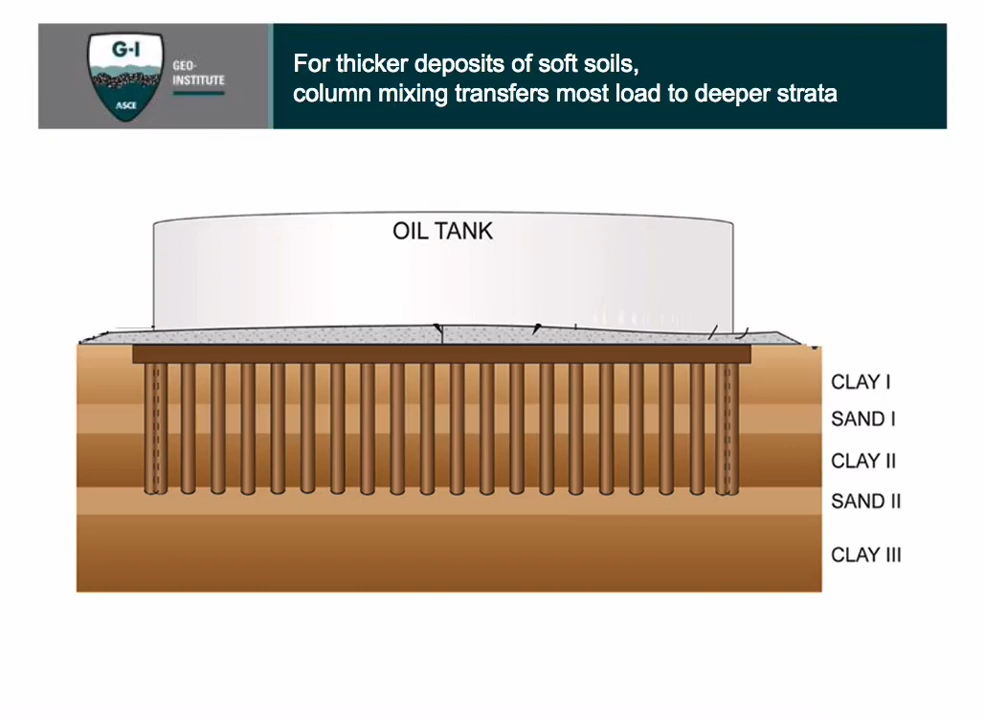 G-I
GEO-
INSTITUTE
ASCE
For thicker deposits of soft soils,
column mixing transfers most load to deeper strata
OIL TANK
CLAY I
SAND I
CLAY II
SAND II
CLAY III